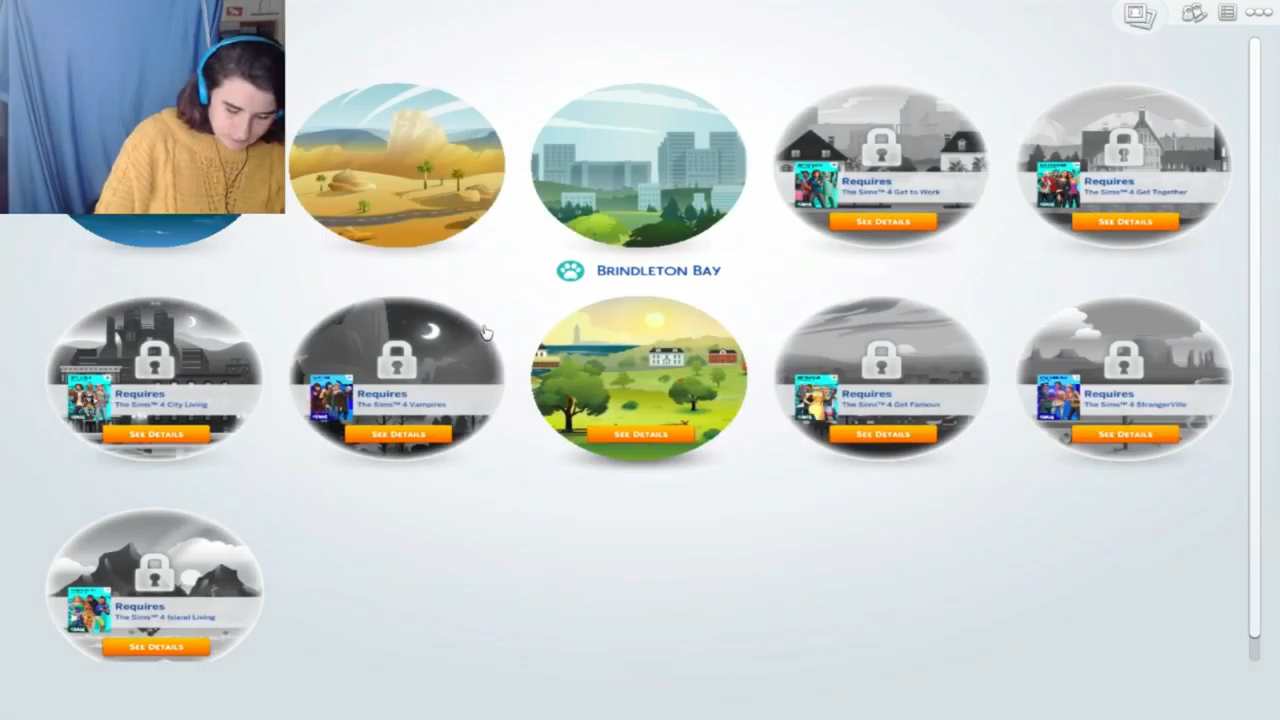 Requires
The Sims™ 4 Get to Work
SEE DETAILS
Requires
The Sims™ 4 Get Together
SEE DETAILS
BRINDLETON BAY
Requires
The Sims™ 4 City Living
SEE DETAILS
Requires
The Sims™ 4 Vampires
SEE DETAILS
SEE DETAILS
Requires
The Sims™ 4 Get Famous
SEE DETAILS
Requires
The Sims™ 4 StrangerVille
SEE DETAILS
Requires
The Sims™ 4 Island Living
SEE DETAILS